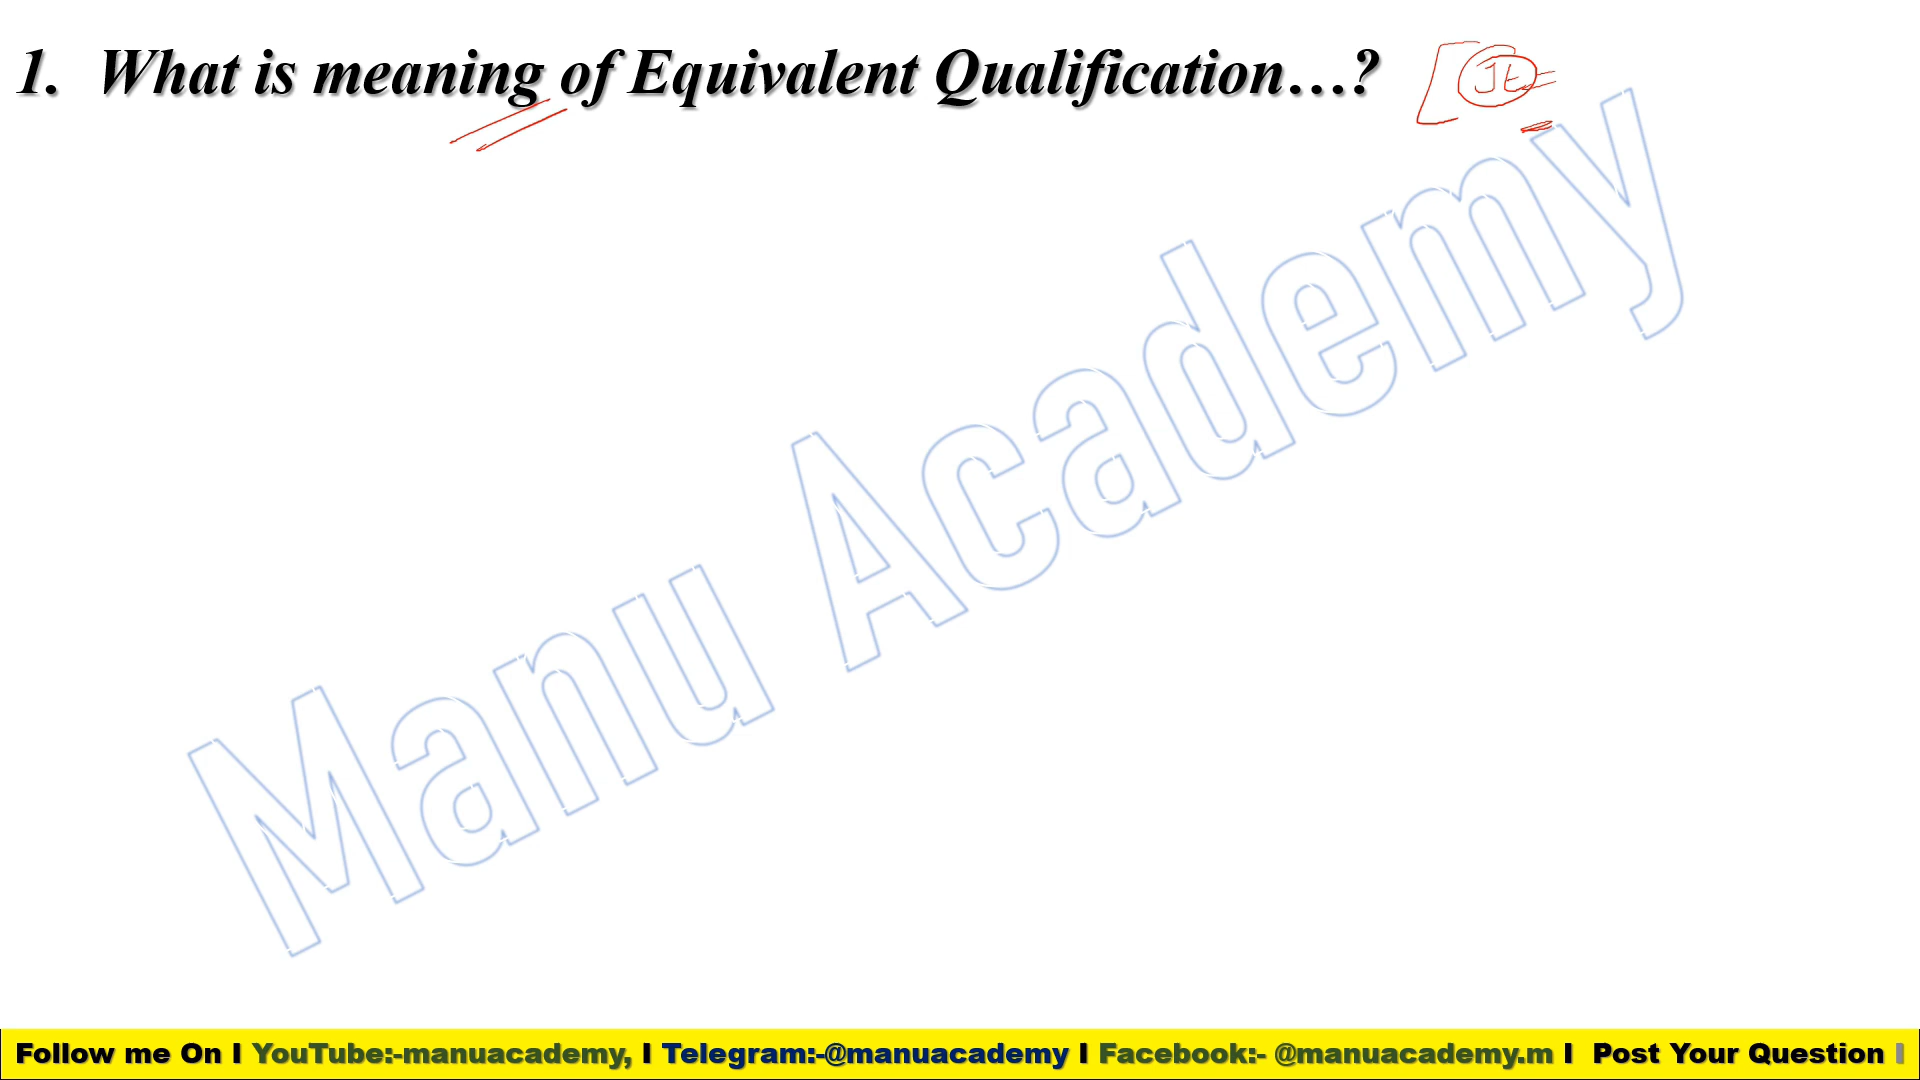 1. What is meaning of Equivalent Qualification…? JE
Manu Academy
Follow me On I YouTube:-manuacademy, I Telegram:-@manuacademy I Facebook:- @manuacademy.m I Post Your Question I